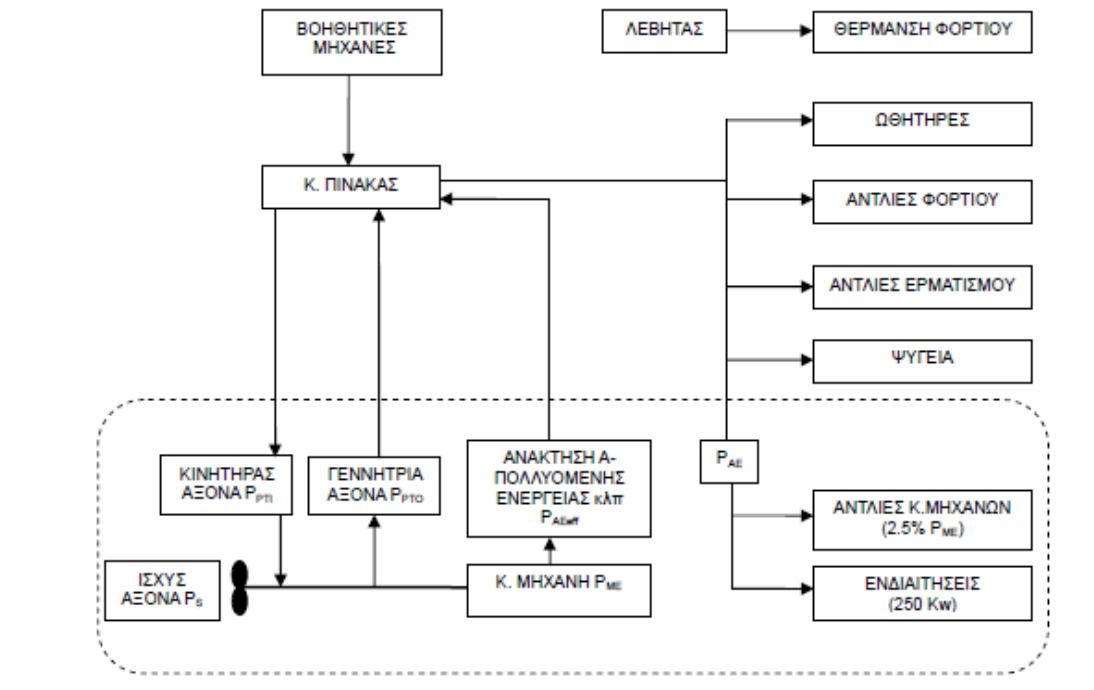 ΒΟΗΘΗΤΙΚΕΣ
ΜΗΧΑΝΕΣ
ΛΕΒΗΤΑΣ
ΘΕΡΜΑΝΣΗ ΦΟΡΤΙΟΥ
ΩΘΗΤΗΡΕΣ
Κ. ΠΙΝΑΚΑΣ
ΑΝΤΛΙΕΣ ΦΟΡΤΙΟΥ
ΑΝΤΛΙΕΣ ΕΡΜΑΤΙΣΜΟΥ
ΨΥΓΕΙΑ
ΚΙΝΗΤΗΡΑΣ
ΑΞΟΝΑ PPTI
ΓΕΝΝΗΤΡΙΑ
ΑΞΟΝΑ PPTO
ΑΝΑΚΤΗΣΗ Α-
ΠΟΛΛΥΟΜΕΝΗΣ
ΕΝΕΡΓΕΙΑΣ κλπ
PAEeff
PAE
ΑΝΤΛΙΕΣ Κ.ΜΗΧΑΝΩΝ
(2.5% PME)
ΙΣΧΥΣ
ΑΞΟΝΑ PS
Κ. ΜΗΧΑΝΗ PME
ΕΝΔΙΑΙΤΗΣΕΙΣ
(250 Kw)